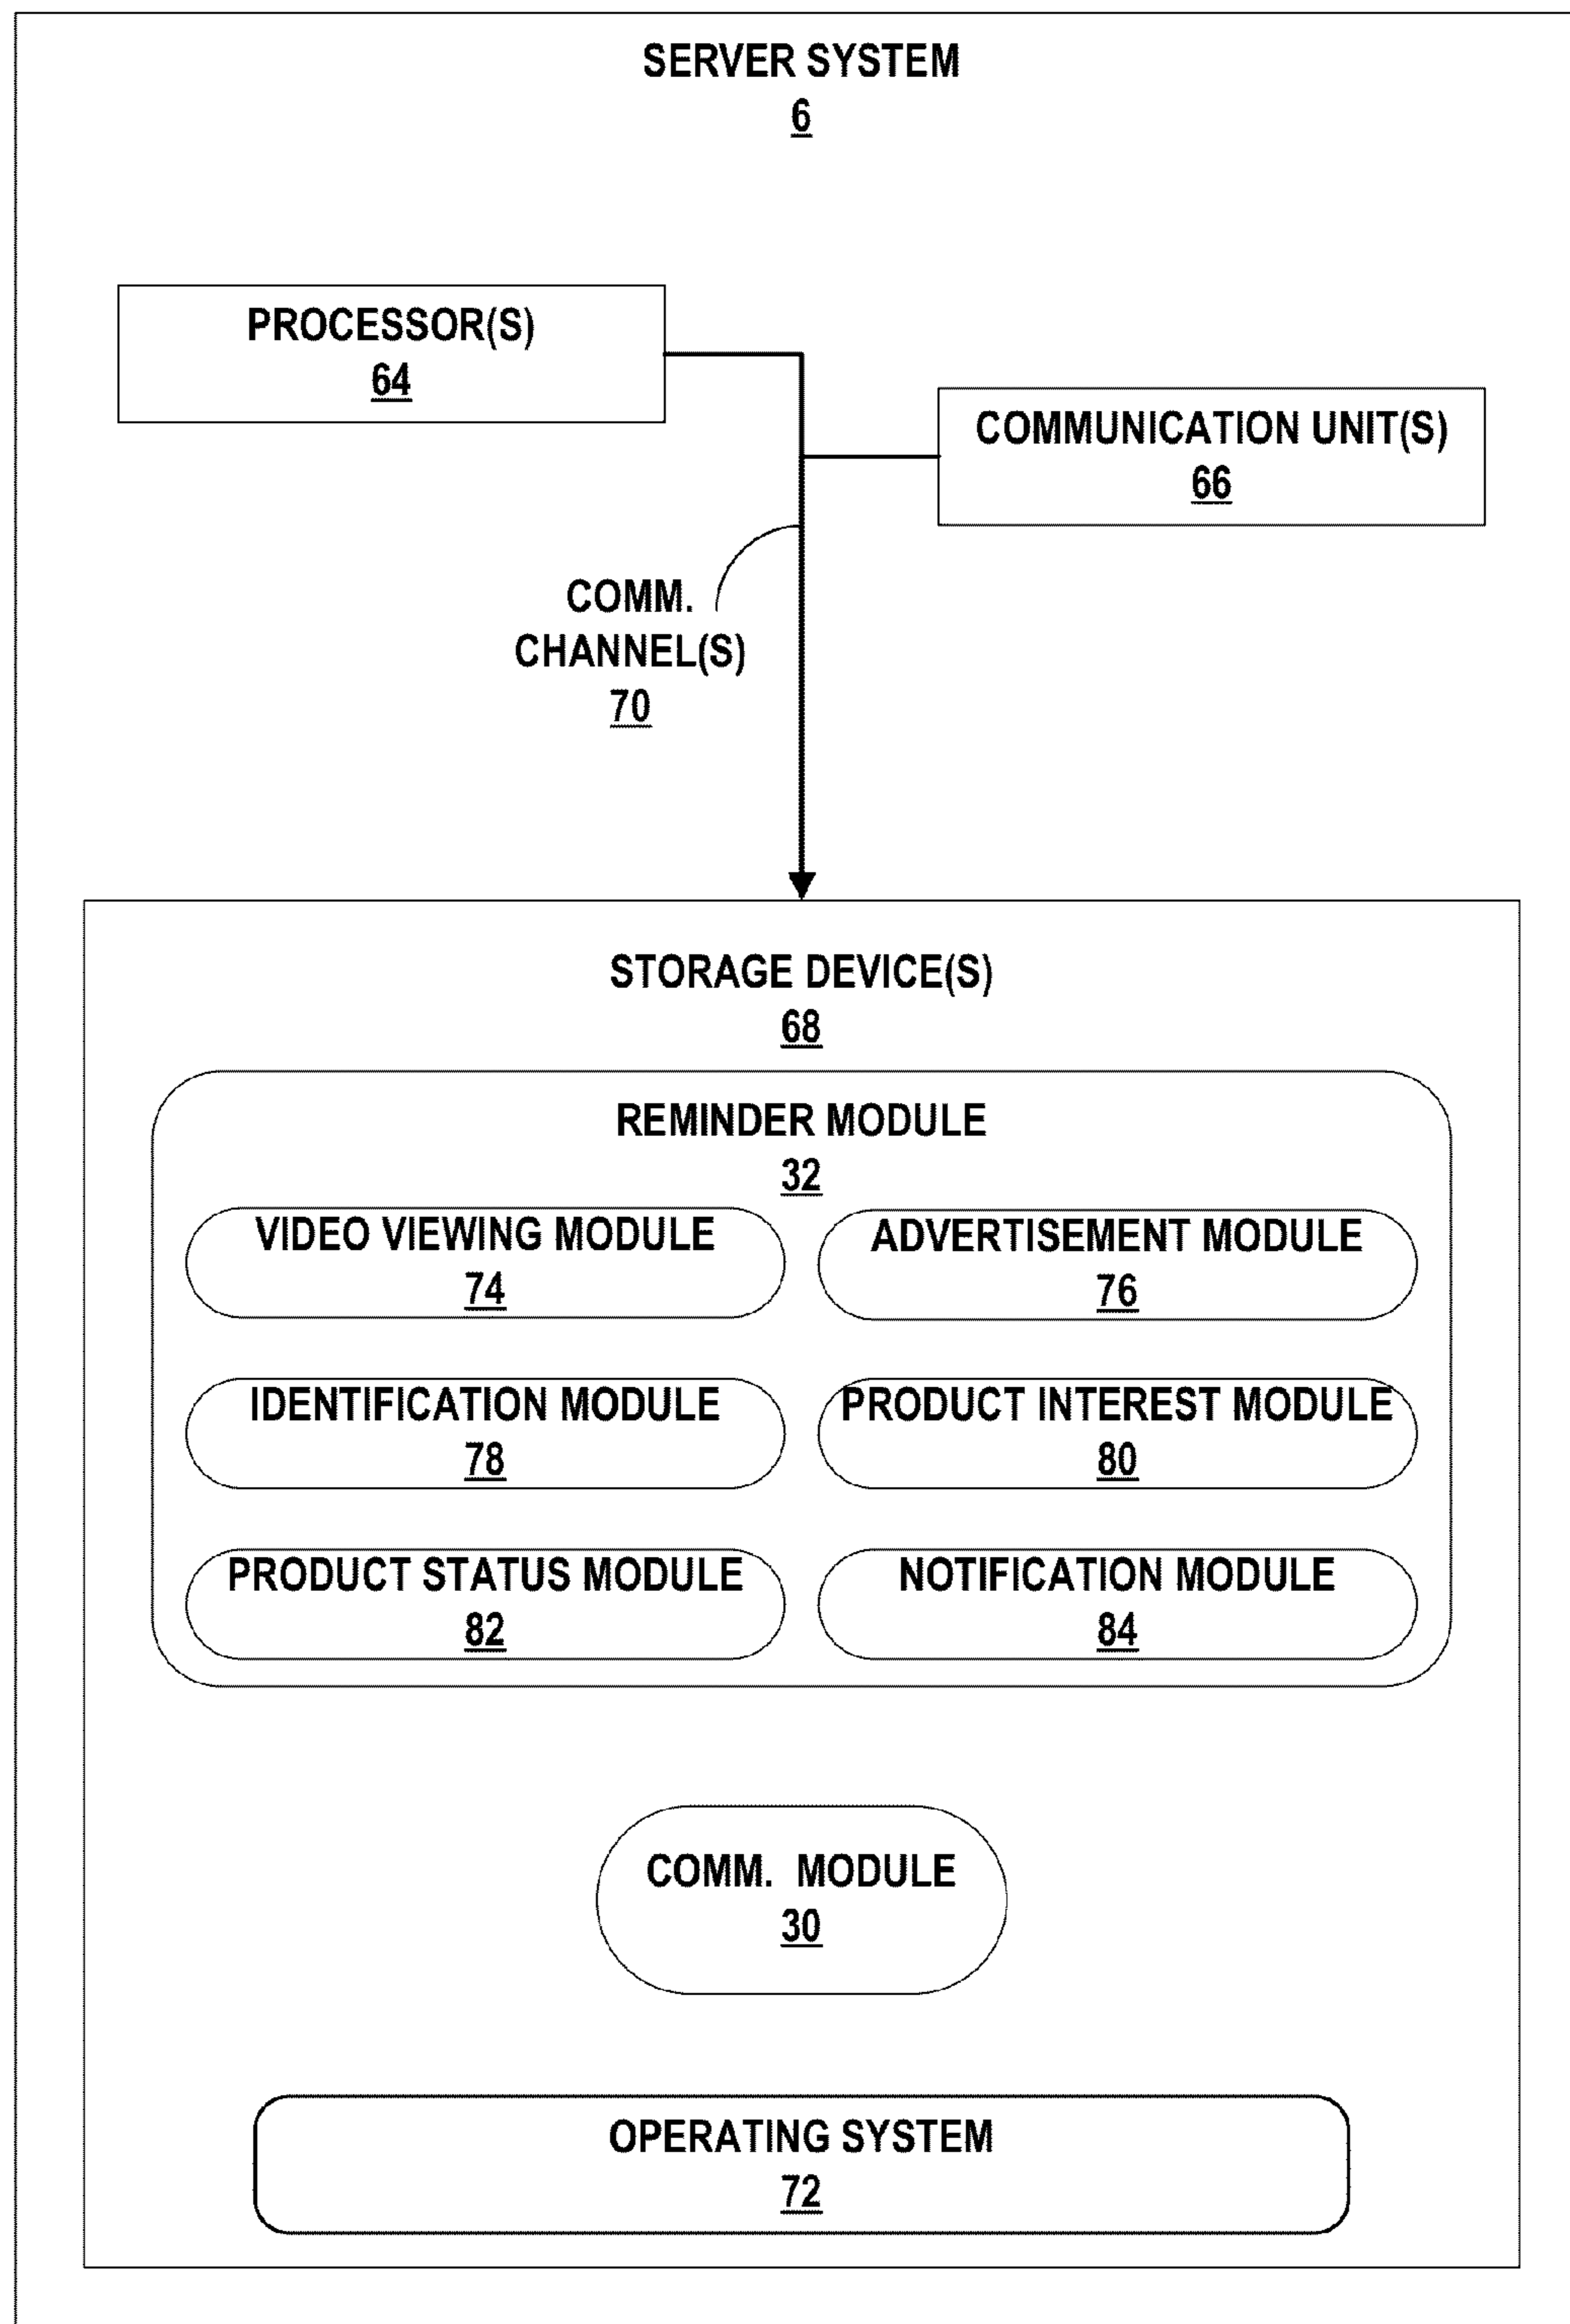 SERVER SYSTEM
6
PROCESSOR(S)
64
COMMUNICATION UNIT(S)
66
COMM.
CHANNEL(S)
70
STORAGE DEVICE(S)
68
REMINDER MODULE
32
VIDEO VIEWING MODULE
74
ADVERTISEMENT MODULE
76
IDENTIFICATION MODULE
78
PRODUCT INTEREST MODULE
80
PRODUCT STATUS MODULE
82
NOTIFICATION MODULE
84
COMM. MODULE
30
OPERATING SYSTEM
72